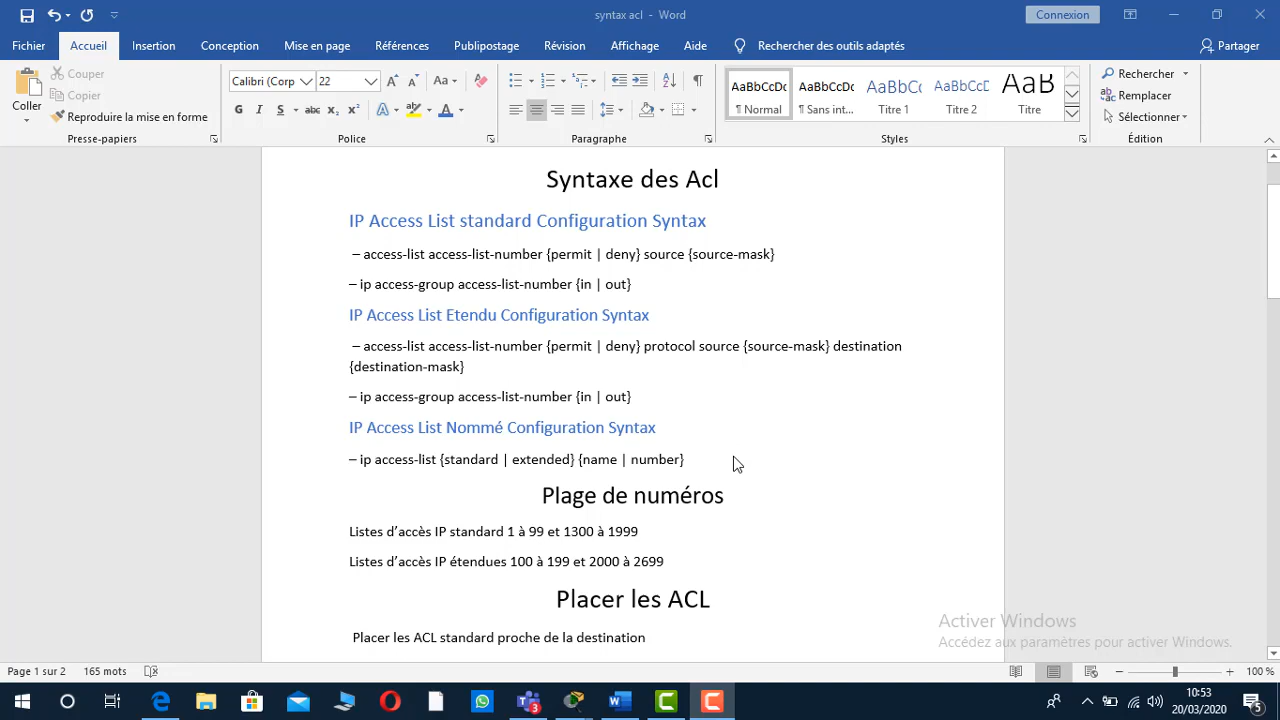 syntax acl - Word
Connexion
Fichier Accueil Insertion Conception Mise en page Références Publipostage Révision Affichage Aide Rechercher des outils adaptés Partager
Coller
Couper
Copier
Reproduire la mise en forme
Presse-papiers
Calibri (Corp 22
Police
Paragraphe
AaBbCcDc AaBbCcDc AaBbCc AaBbCcD AaB
¶ Normal ¶ Sans int... Titre 1 Titre 2 Titre
Styles
Rechercher
Remplacer
Sélectionner
Édition
Syntaxe des Acl
IP Access List standard Configuration Syntax
– access-list access-list-number {permit | deny} source {source-mask}
– ip access-group access-list-number {in | out}
IP Access List Etendu Configuration Syntax
– access-list access-list-number {permit | deny} protocol source {source-mask} destination
{destination-mask}
– ip access-group access-list-number {in | out}
IP Access List Nommé Configuration Syntax
– ip access-list {standard | extended} {name | number}
Plage de numéros
Listes d’accès IP standard 1 à 99 et 1300 à 1999
Listes d’accès IP étendues 100 à 199 et 2000 à 2699
Placer les ACL
Placer les ACL standard proche de la destination
Activer Windows
Accédez aux paramètres pour activer Windows.
Page 1 sur 2 165 mots 100 %
10:53
20/03/2020